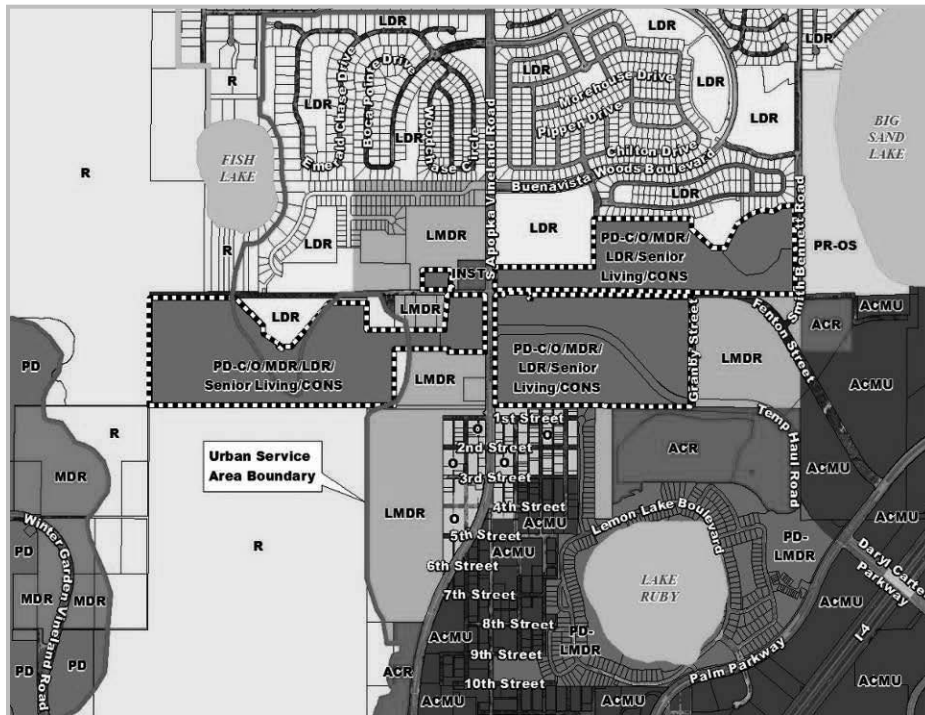 LDR
LDR
R
LDR
Emerald Chase Drive
Boca Pointe Drive
LDR
LDR
Woodchase Circle
S Apopka Vineland Road
LDR
Morehouse Drive
Pippen Drive
Chilton Drive
Buenavista Woods Boulevard
LDR
LDR
BIG
SAND
LAKE
FISH
LAKE
R
R
LDR
LMDR
INST
LDR
PD-C/O/MDR/
LDR/Senior
Living/CONS
Smith Bennett Road
PR-OS
PD
LDR
LMDR
PD-C/O/MDR/LDR/
Senior Living/CONS
LMDR
PD-C/O/MDR/
LDR/Senior
Living/CONS
Granby Street
LMDR
Fenton Street
ACR
ACMU
ACMU
R
MDR
Urban Service
Area Boundary
1st Street
O
2nd Street
O
O
3rd Street
4th Street
ACMU
O
5th Street
ACR
Temp Haul Road
ACMU
LMDR
R
Winter Garden Vineland Road
PD
MDR
MDR
PD
PD
ACMU
6th Street
7th Street
8th Street
9th Street
10th Street
ACMU
ACR
ACMU
ACMU
Lemon Lake Boulevard
LAKE
RUBY
PD-
LMDR
PD-
LMDR
Palm Parkway
ACMU
Daryl Carter
Parkway
ACMU
I-4
ACMU
ACMU